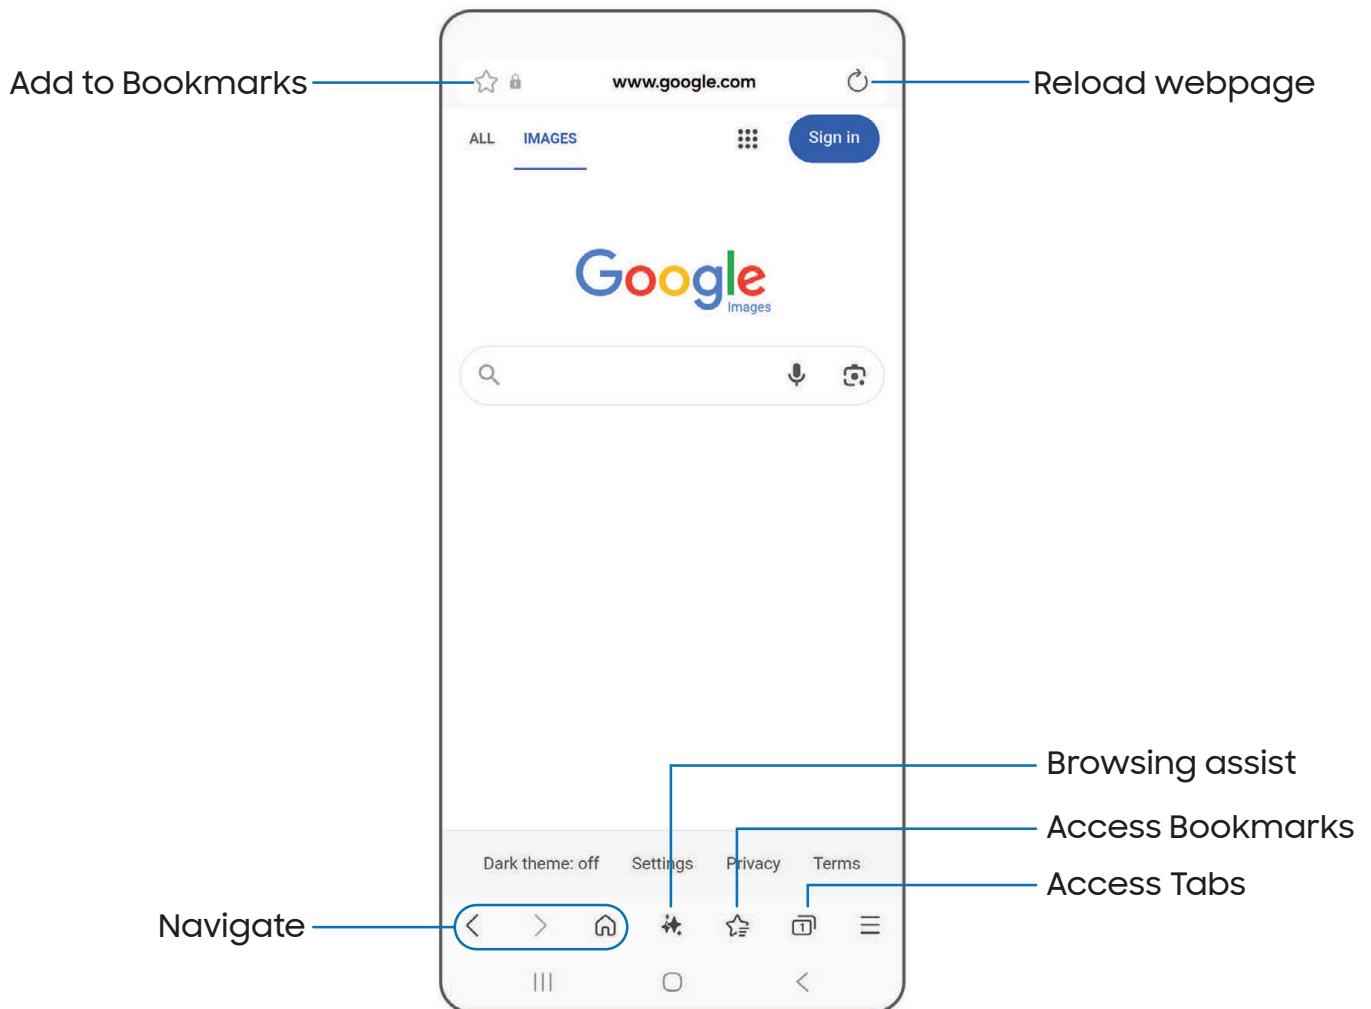 Add to Bookmarks
www.google.com
Reload webpage
ALL IMAGES
Sign in
Google
Images
Browsing assist
Access Bookmarks
Dark theme: off Settings Privacy Terms
Access Tabs
Navigate
1